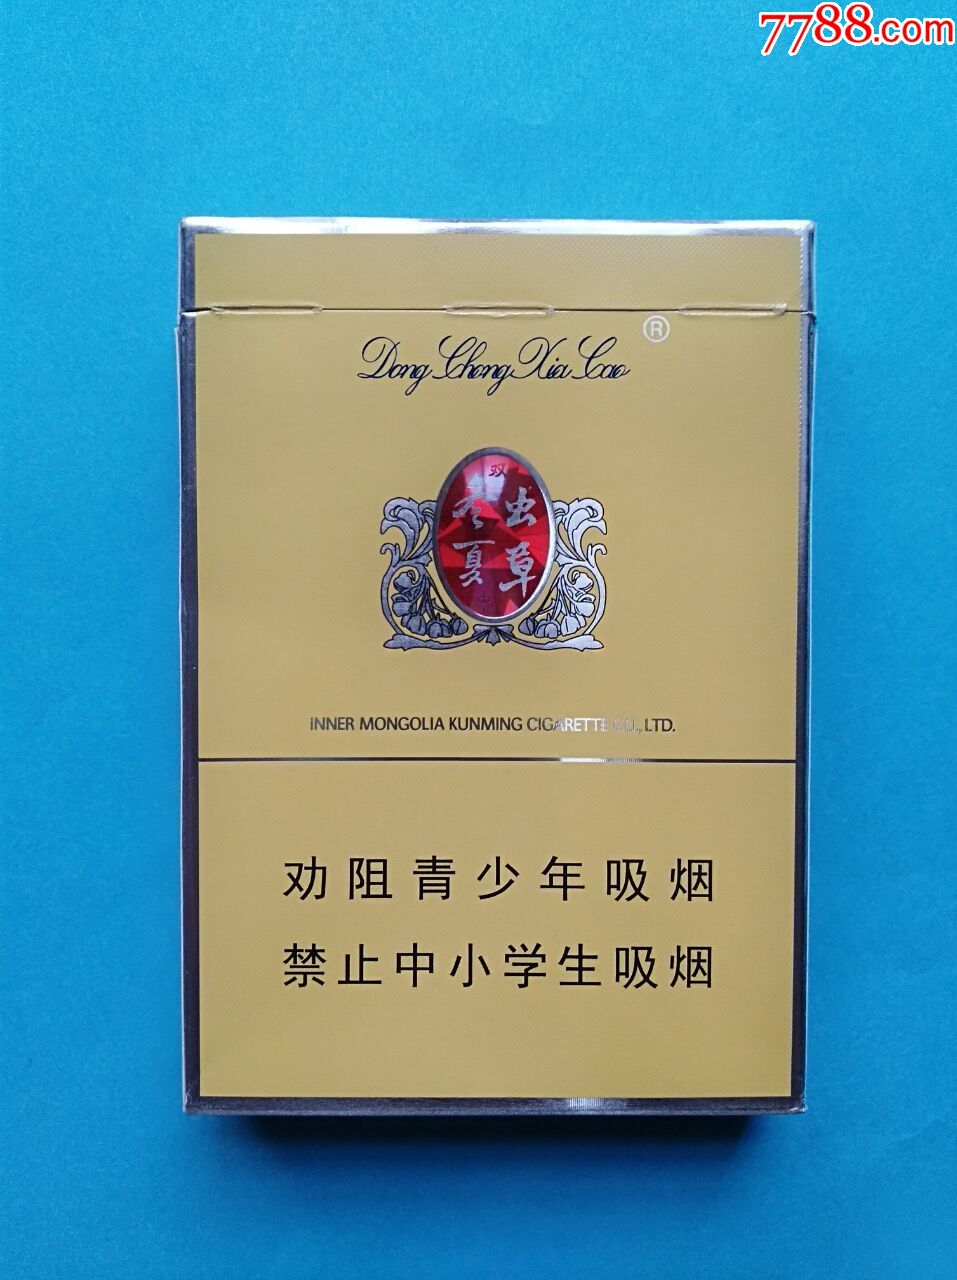 7788.com
Dong Chong Xia Cao
®
双
冬虫
夏草
INNER MONGOLIA KUNMING CIGARETTE CO., LTD.
劝阻青少年吸烟
禁止中小学生吸烟